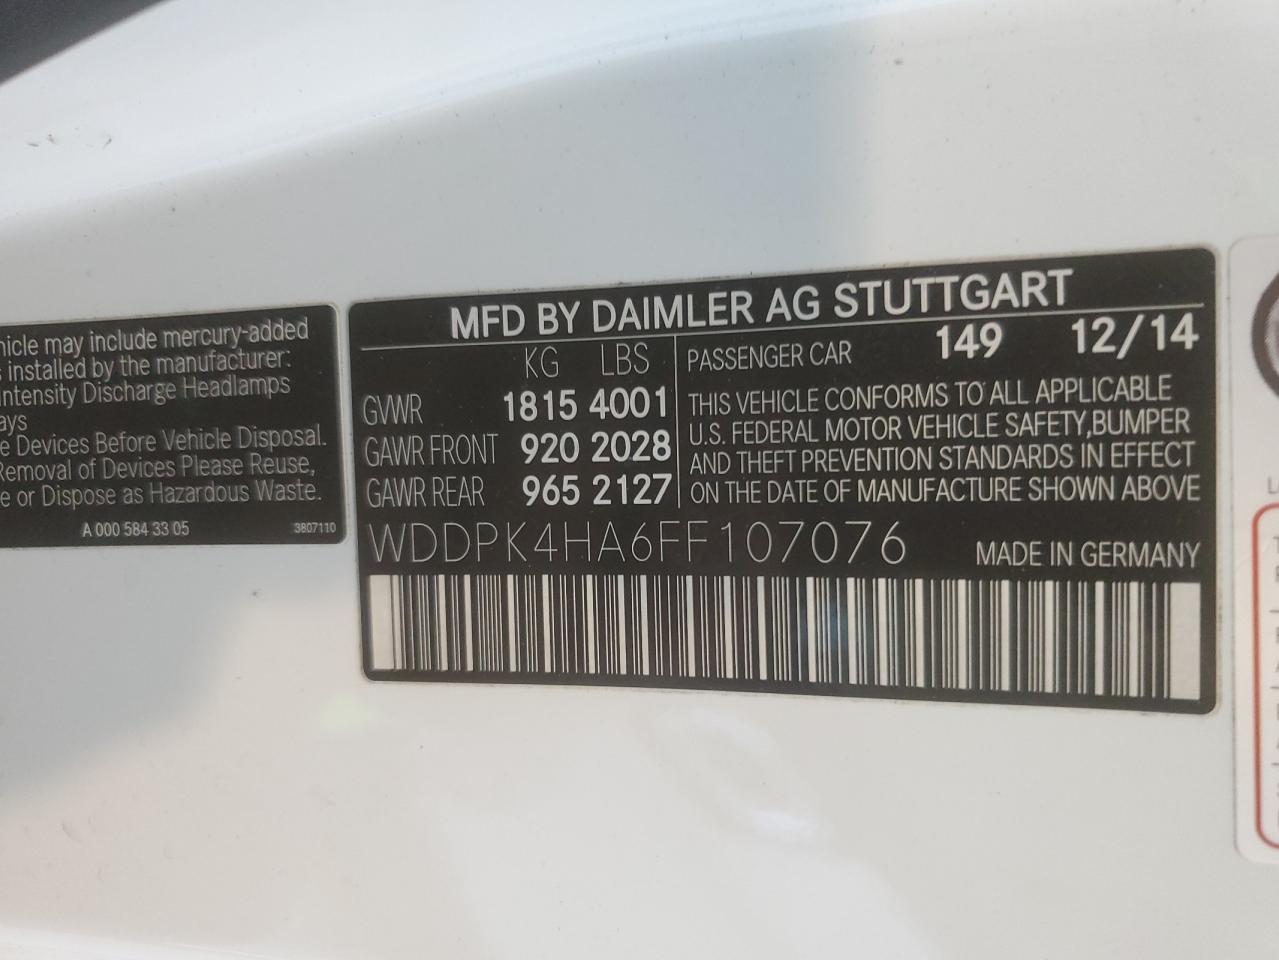 hicle may include mercury-added
installed by the manufacturer:
Intensity Discharge Headlamps
ays
e Devices Before Vehicle Disposal.
Removal of Devices Please Reuse,
e or Dispose as Hazardous Waste.
A 000 584 33 05 3807110
MFD BY DAIMLER AG STUTTGART
KG LBS
GVWR 1815 4001
GAWR FRONT 920 2028
GAWR REAR 965 2127
PASSENGER CAR 149 12/14
THIS VEHICLE CONFORMS TO ALL APPLICABLE
U.S. FEDERAL MOTOR VEHICLE SAFETY,BUMPER
AND THEFT PREVENTION STANDARDS IN EFFECT
ON THE DATE OF MANUFACTURE SHOWN ABOVE
WDDPK4HA6FF107076 MADE IN GERMANY